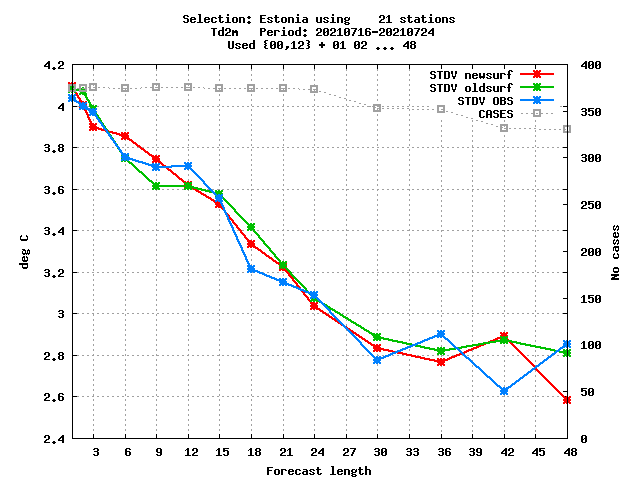 Selection: Estonia using    21 stations
Td2m   Period: 20210716-20210724
Used {00,12} + 01 02 ... 48
STDV newsurf
STDV oldsurf
STDV OBS
CASES
4.2
4
3.8
3.6
3.4
3.2
3
2.8
2.6
2.4
deg C
400
350
300
250
200
150
100
50
0
No cases
3 6 9 12 15 18 21 24 27 30 33 36 39 42 45 48
Forecast length